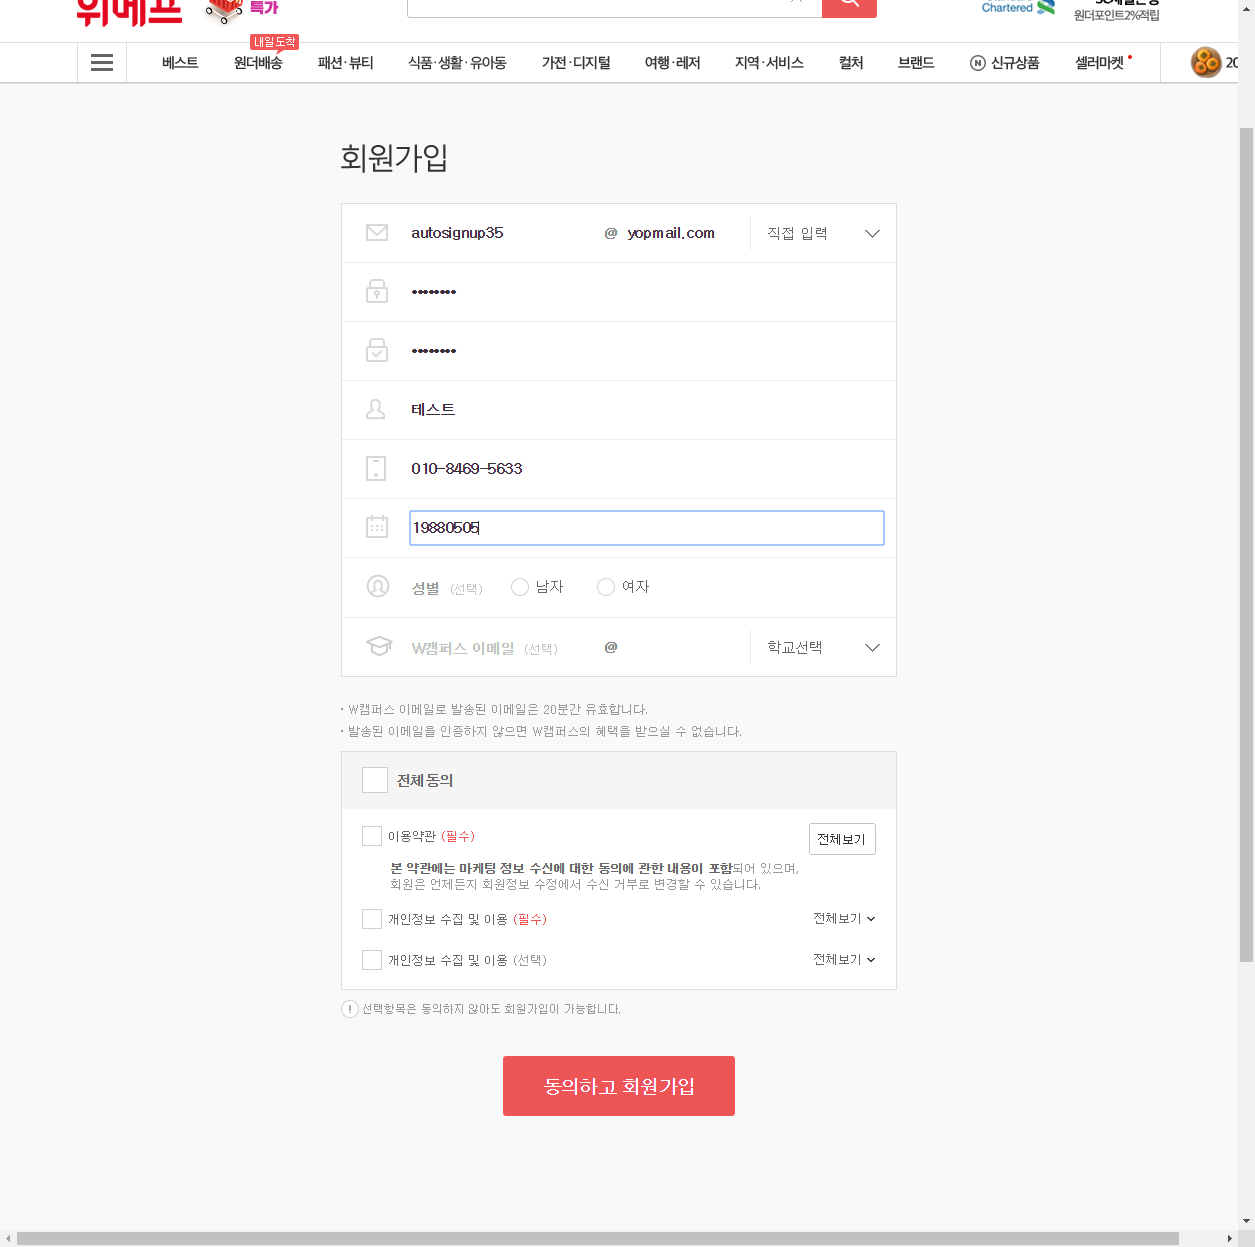 위메프
특가
Chartered
원더포인트2%적립
내일도착
베스트 원더배송 패션·뷰티 식품·생활·유아동 가전·디지털 여행·레저 지역·서비스 컬처 브랜드 N 신규상품 셀러마켓 20
회원가입
autosignup35 @ yopmail.com 직접 입력
••••••••
••••••••
테스트
010-8469-5633
19880505
성별 (선택) 남자 여자
W캠퍼스 이메일 (선택) @ 학교선택
· W캠퍼스 이메일로 발송된 이메일은 20분간 유효합니다.
· 발송된 이메일을 인증하지 않으면 W캠퍼스의 혜택을 받으실 수 없습니다.
전체 동의
이용약관 (필수) 전체보기
본 약관에는 마케팅 정보 수신에 대한 동의에 관한 내용이 포함되어 있으며,
회원은 언제든지 회원정보 수정에서 수신 거부로 변경할 수 있습니다.
개인정보 수집 및 이용 (필수) 전체보기
개인정보 수집 및 이용 (선택) 전체보기
! 선택항목은 동의하지 않아도 회원가입이 가능합니다.
동의하고 회원가입